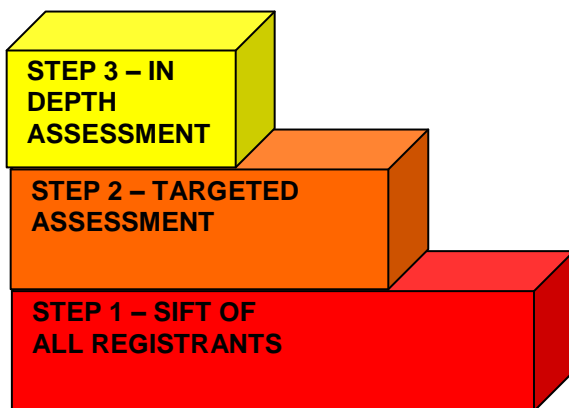 STEP 3 – IN
DEPTH
ASSESSMENT
STEP 2 – TARGETED
ASSESSMENT
STEP 1 – SIFT OF
ALL REGISTRANTS